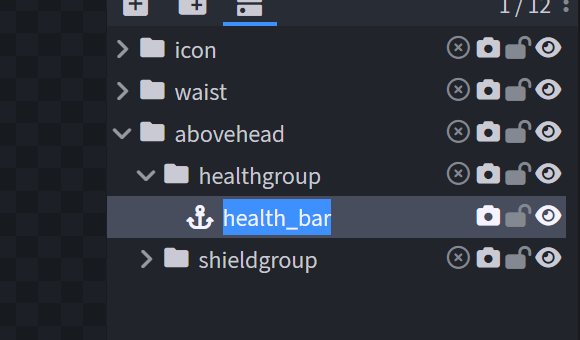 1 / 12
icon
waist
abovehead
healthgroup
health_bar
shieldgroup